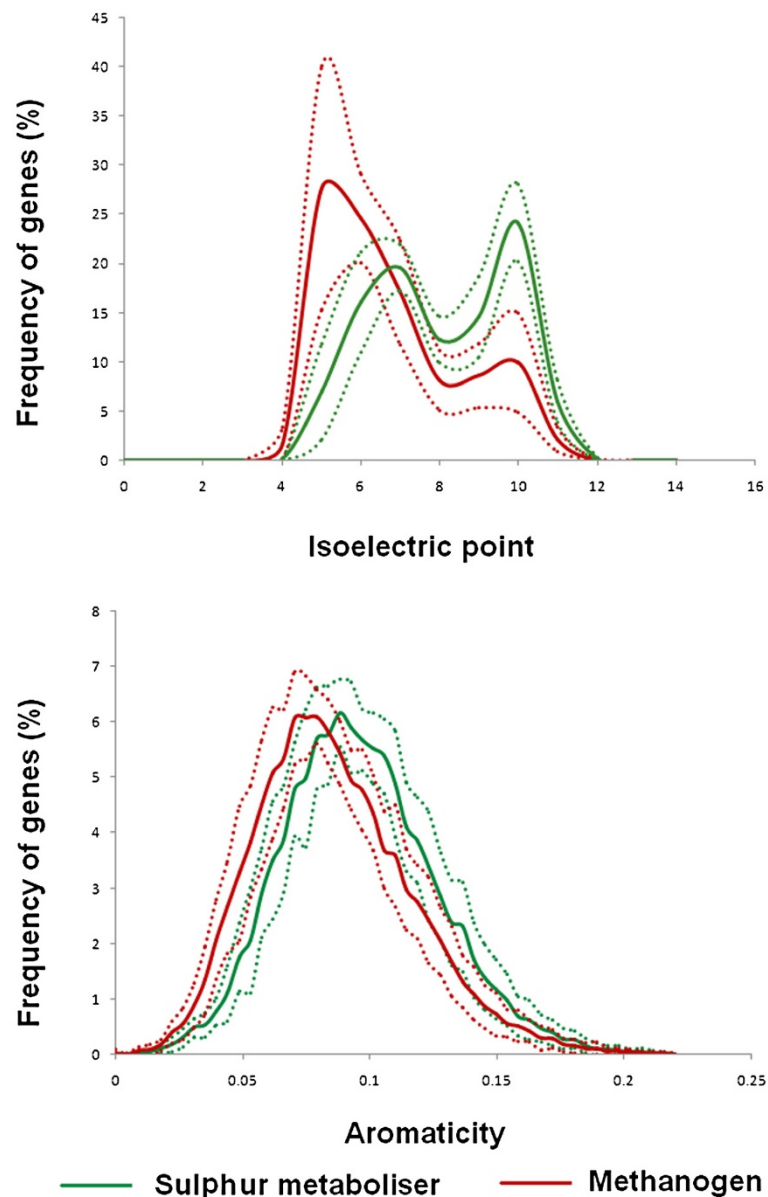 45
40
35
30
25
20
15
10
5
0
Frequency of genes (%)
0 2 4 6 8 10 12 14 16
Isoelectric point
8
7
6
5
4
3
2
1
0
Frequency of genes (%)
0 0.05 0.1 0.15 0.2 0.25
Aromaticity
Sulphur metaboliser Methanogen